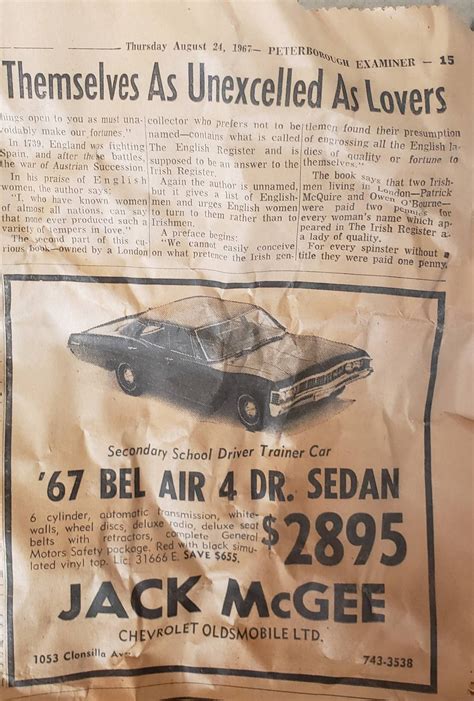 Thursday August 24, 1967— PETERBOROUGH EXAMINER — 15
Themselves As Unexcelled As Lovers
lungs open to you as must una-
voidably make our fortunes."
In 1739, England was fighting
Spain, and after these battles,
the war of Austrian Succession.
In his praise of English
women, the author says:
"I, who have known women
of almost all nations, can say
that none ever produced such a
variety of tempers in love."
The second part of this cu-
rious book—owned by a London
collector who prefers not to be
named—contains what is called
The English Register and is
supposed to be an answer to the
Irish Register.
Again the author is unnamed,
but it gives a list of English
men and urges English women
to turn to them rather than to
Irishmen.
A preface begins:
"We cannot easily conceive
on what pretence the Irish gen-
tlemen found their presumption
of engrossing all the English la-
dies of quality or fortune to
themselves."
The book says that two Irish-
men living in London—Patrick
McQuire and Owen O'Bourne—
were paid two pennies for
every woman's name which ap-
peared in The Irish Register as
a lady of quality.
For every spinster without a
title they were paid one penny.
Secondary School Driver Trainer Car
'67 BEL AIR 4 DR. SEDAN
6 cylinder, automatic transmission, white-
walls, wheel discs, deluxe radio, deluxe seat
belts with retractors, complete General
Motors Safety package. Red with black simu-
lated vinyl top. Lic. 31666 E. SAVE $655.
$2895
JACK McGEE
CHEVROLET OLDSMOBILE LTD.
1053 Clonsilla Ave.
743-3538